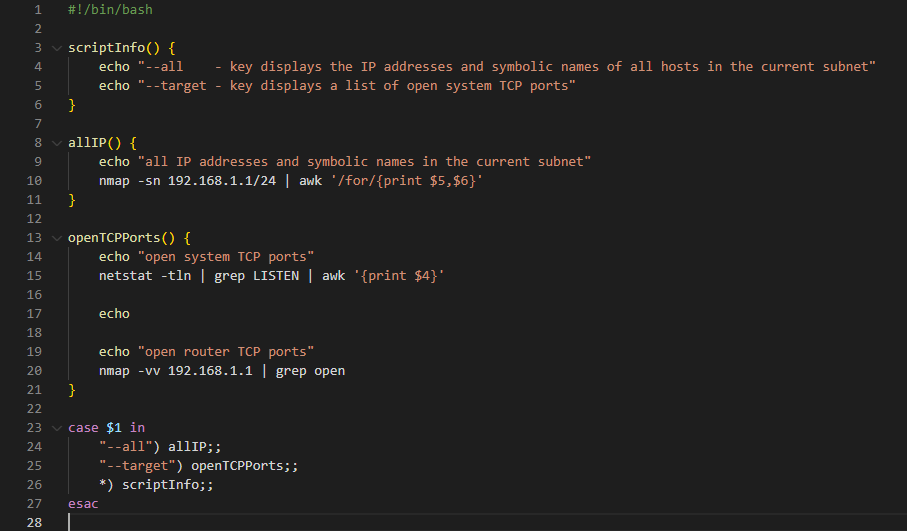 1 #!/bin/bash
2
3 scriptInfo() {
4     echo "--all    - key displays the IP addresses and symbolic names of all hosts in the current subnet"
5     echo "--target - key displays a list of open system TCP ports"
6 }
7
8 allIP() {
9     echo "all IP addresses and symbolic names in the current subnet"
10     nmap -sn 192.168.1.1/24 | awk '/for/{print $5,$6}'
11 }
12
13 openTCPPorts() {
14     echo "open system TCP ports"
15     netstat -tln | grep LISTEN | awk '{print $4}'
16
17     echo
18
19     echo "open router TCP ports"
20     nmap -vv 192.168.1.1 | grep open
21 }
22
23 case $1 in
24     "--all") allIP;;
25     "--target") openTCPPorts;;
26     *) scriptInfo;;
27 esac
28